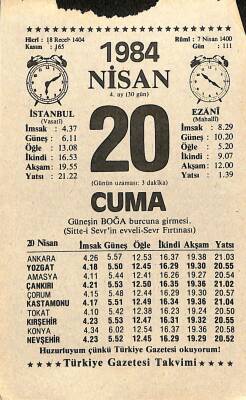 Hicrî : 18 Receb 1404
Kasım : 165
Rûmî : 7 Nisan 1400
Gün : 111
1984
NİSAN
4. ay (30 gün)
20
CUMA
(Günün uzaması: 3 dakika)
İSTANBUL
(Vasatî)
İmsak : 4.37
Güneş : 6.11
Öğle : 13.08
İkindi : 16.53
Akşam : 19.55
Yatsı : 21.22
EZANİ
(Mahallî)
İmsak : 8.29
Güneş : 10.20
Öğle : 5.20
İkindi : 9.07
Akşam : 12.00
Yatsı : 1.39
Güneşin BOĞA burcuna girmesi.
(Sitte-i Sevr'in evveli-Sevr Fırtınası)
20 Nisan İmsak Güneş Öğle İkindi Akşam Yatsı
ANKARA 4.26 5.57 12.53 16.37 19.38 21.03
YOZGAT 4.18 5.50 12.45 16.29 19.30 20.55
AMASYA 4.11 5.44 12.41 16.26 19.27 20.54
ÇANKIRI 4.21 5.53 12.50 16.35 19.36 21.02
ÇORUM 4.15 5.48 12.44 16.29 19.30 20.57
KASTAMONU 4.17 5.51 12.49 16.34 19.36 21.04
TOKAT 4.10 5.42 12.38 16.23 19.24 20.50
KIRŞEHİR 4.23 5.53 12.47 16.31 19.32 20.55
KONYA 4.34 6.02 12.54 16.37 19.36 20.58
NEVŞEHİR 4.23 5.52 12.45 16.29 19.29 20.52
Huzurtuyum çünkü Türkiye Gazetesi okuyorum!
★★★★ Türkiye Gazetesi Takvimi ★★★★